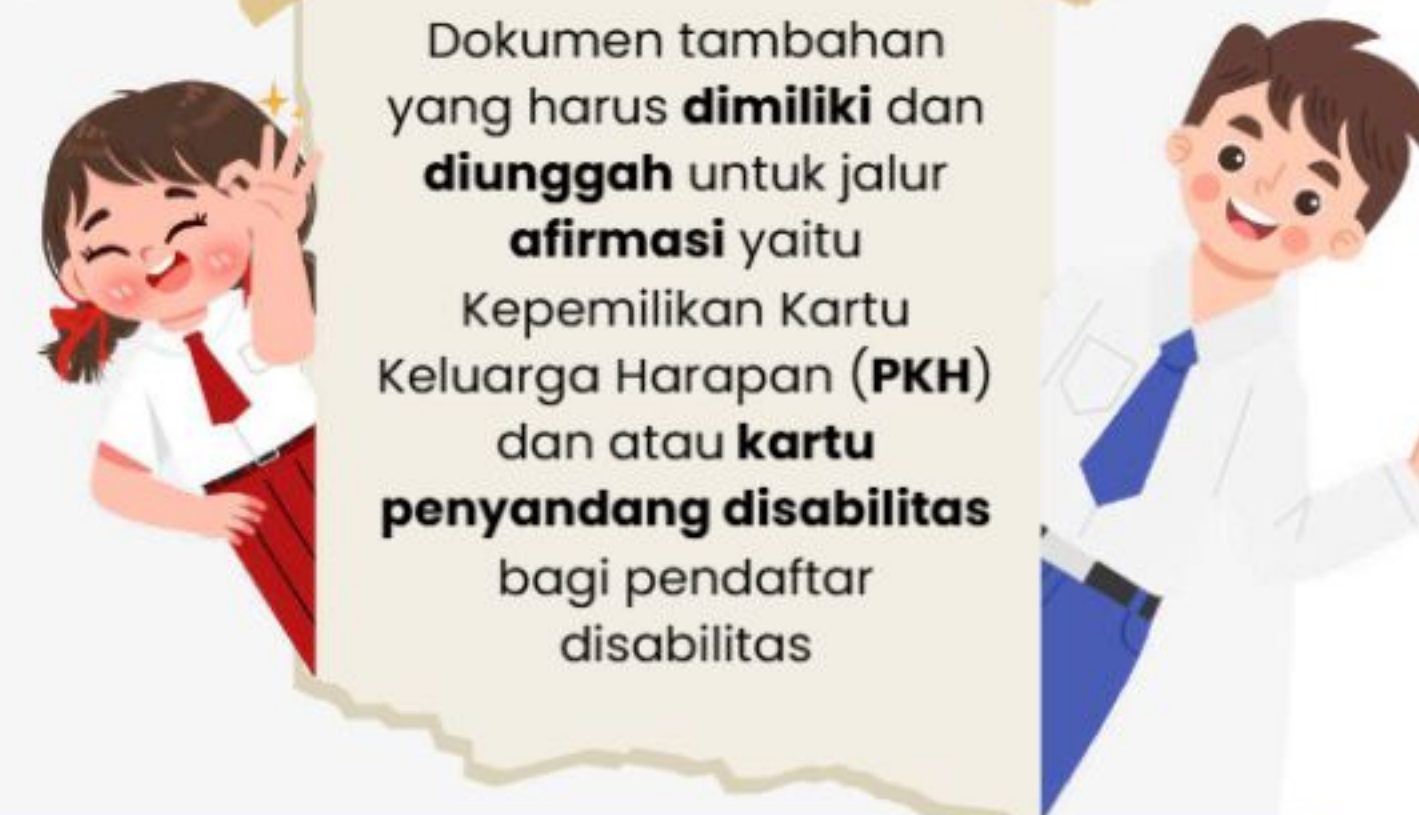 Dokumen tambahan
yang harus dimiliki dan
diunggah untuk jalur
afirmasi yaitu
Kepemilikan Kartu
Keluarga Harapan (PKH)
dan atau kartu
penyandang disabilitas
bagi pendaftar
disabilitas